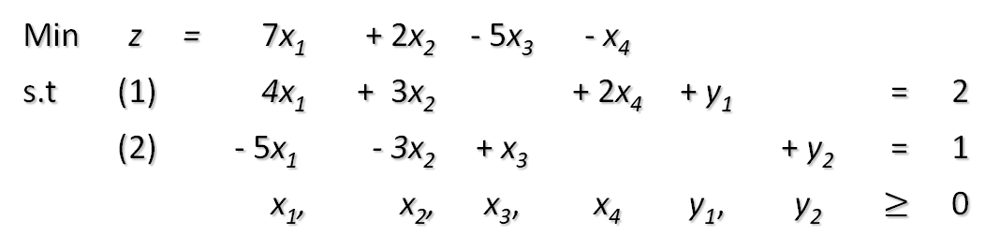 Min z = 7x₁ + 2x₂ - 5x₃ - x₄
s.t (1) 4x₁ + 3x₂ + 2x₄ + y₁ = 2
(2) - 5x₁ - 3x₂ + x₃ + y₂ = 1
x₁, x₂, x₃, x₄ y₁, y₂ ≥ 0